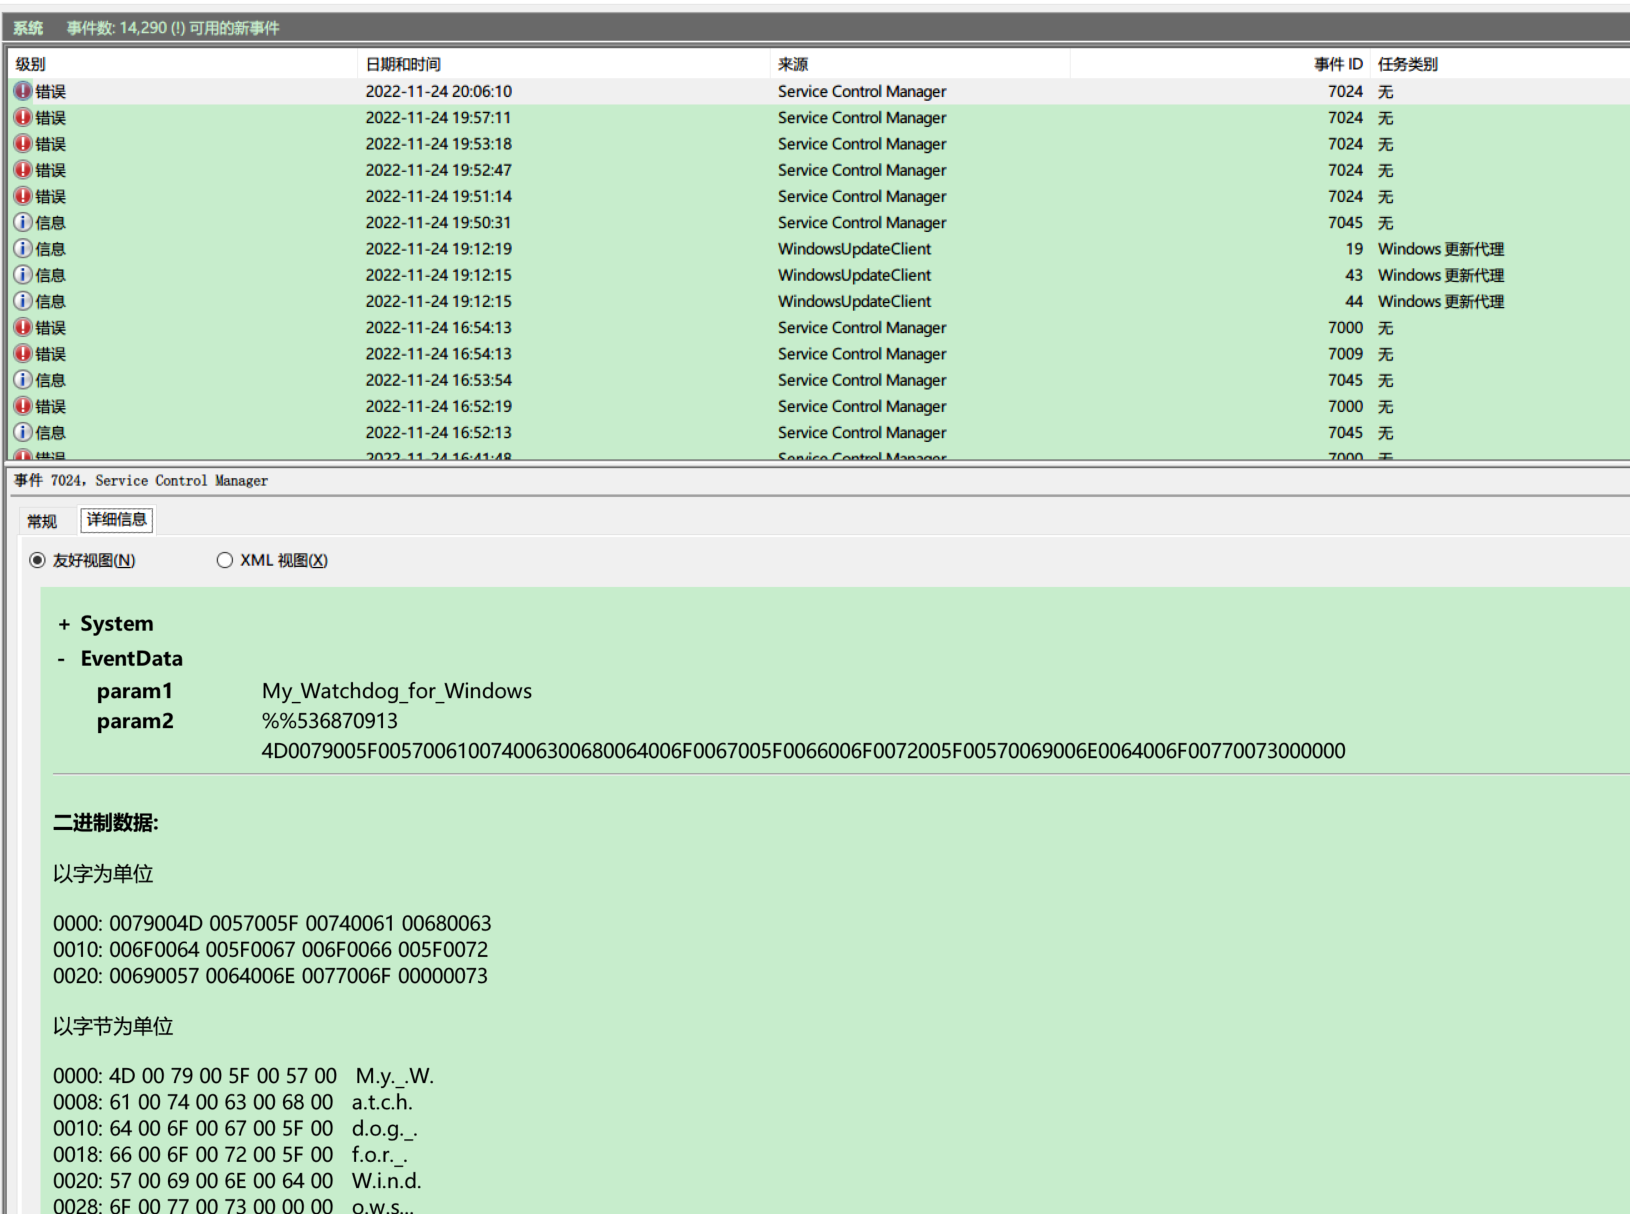 系统 事件数: 14,290 (!) 可用的新事件
级别 日期和时间 来源 事件 ID 任务类别
错误 2022-11-24 20:06:10 Service Control Manager 7024 无
错误 2022-11-24 19:57:11 Service Control Manager 7024 无
错误 2022-11-24 19:53:18 Service Control Manager 7024 无
错误 2022-11-24 19:52:47 Service Control Manager 7024 无
错误 2022-11-24 19:51:14 Service Control Manager 7024 无
信息 2022-11-24 19:50:31 Service Control Manager 7045 无
信息 2022-11-24 19:12:19 WindowsUpdateClient 19 Windows 更新代理
信息 2022-11-24 19:12:15 WindowsUpdateClient 43 Windows 更新代理
信息 2022-11-24 19:12:15 WindowsUpdateClient 44 Windows 更新代理
错误 2022-11-24 16:54:13 Service Control Manager 7000 无
错误 2022-11-24 16:54:13 Service Control Manager 7009 无
信息 2022-11-24 16:53:54 Service Control Manager 7045 无
错误 2022-11-24 16:52:19 Service Control Manager 7000 无
信息 2022-11-24 16:52:13 Service Control Manager 7045 无
错误 2022-11-24 16:41:48 Service Control Manager 7000 无
事件 7024, Service Control Manager
常规 详细信息
友好视图(N) XML 视图(X)
+ System
- EventData
param1 My_Watchdog_for_Windows
param2 %%536870913
4D0079005F00570061007400630068006400​6F0067005F0066006F0072005F00570069006E0064006F00770073000000
二进制数据:
以字为单位
0000: 0079004D 0057005F 00740061 00680063
0010: 006F0064 005F0067 006F0066 005F0072
0020: 00690057 0064006E 0077006F 00000073
以字节为单位
0000: 4D 00 79 00 5F 00 57 00 M.y._.W.
0008: 61 00 74 00 63 00 68 00 a.t.c.h.
0010: 64 00 6F 00 67 00 5F 00 d.o.g._.
0018: 66 00 6F 00 72 00 5F 00 f.o.r._.
0020: 57 00 69 00 6E 00 64 00 W.i.n.d.
0028: 6F 00 77 00 73 00 00 00 o.w.s...